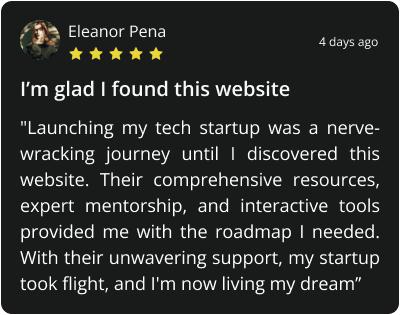 Eleanor Pena
4 days ago
I’m glad I found this website
"Launching my tech startup was a nerve-
wracking journey until I discovered this
website. Their comprehensive resources,
expert mentorship, and interactive tools
provided me with the roadmap I needed.
With their unwavering support, my startup
took flight, and I'm now living my dream”